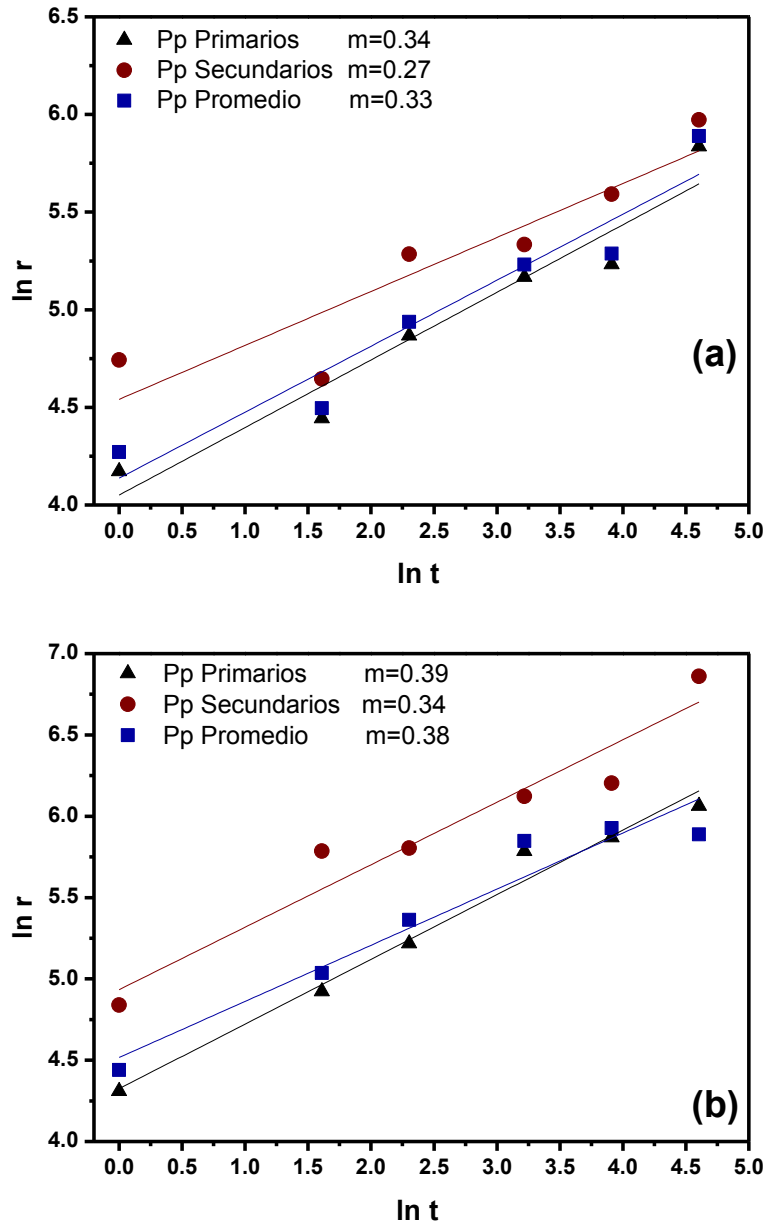 6.5
6.0
5.5
5.0
4.5
4.0
ln r
Pp Primarios m=0.34
Pp Secundarios m=0.27
Pp Promedio m=0.33
(a)
0.0 0.5 1.0 1.5 2.0 2.5 3.0 3.5 4.0 4.5 5.0
ln t
7.0
6.5
6.0
5.5
5.0
4.5
4.0
ln r
Pp Primarios m=0.39
Pp Secundarios m=0.34
Pp Promedio m=0.38
(b)
0.0 0.5 1.0 1.5 2.0 2.5 3.0 3.5 4.0 4.5 5.0
ln t